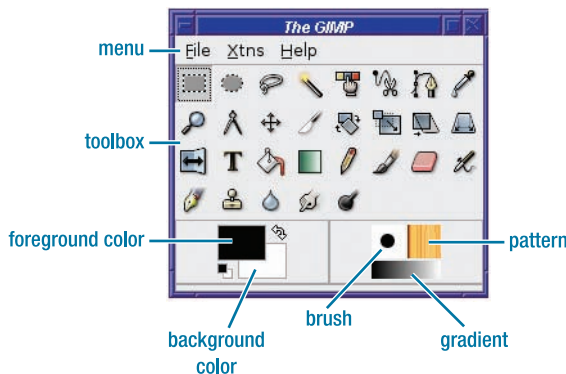 The GIMP
menu
File Xtns Help
toolbox
T
foreground color
pattern
brush
background
color
gradient